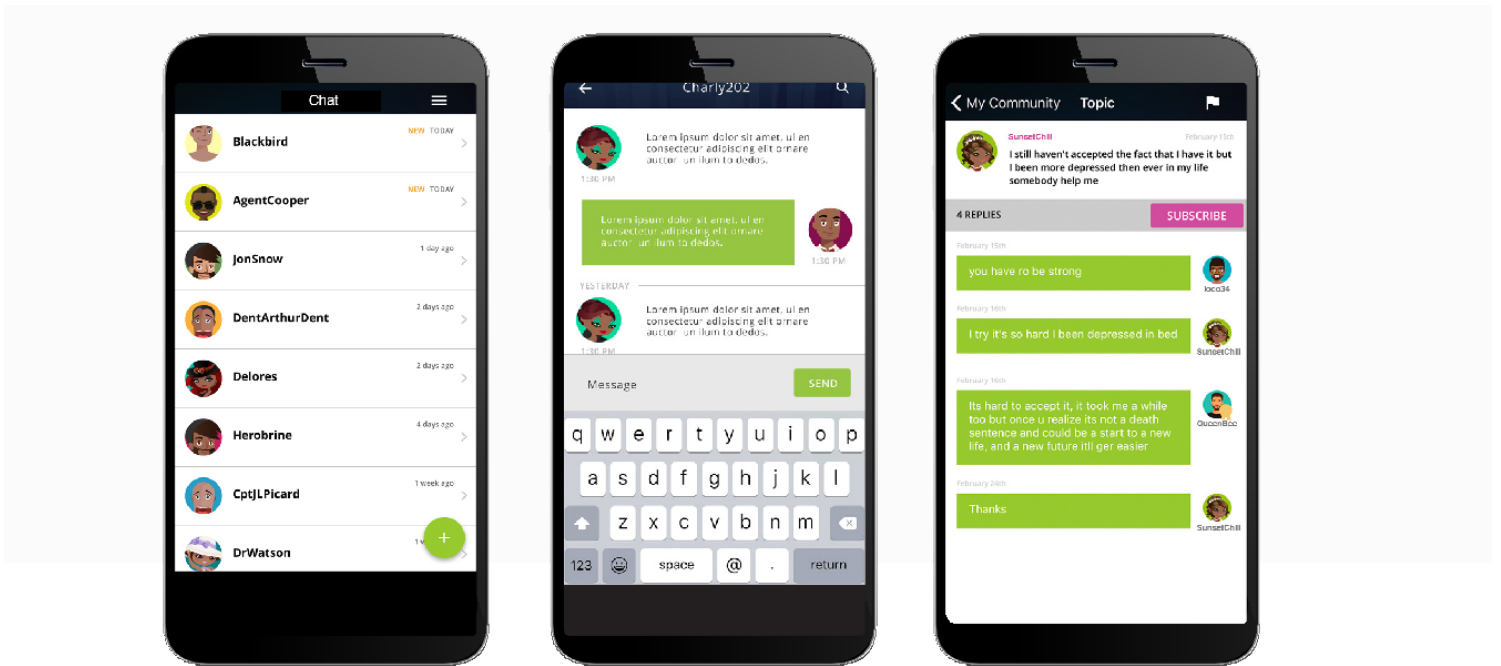 Chat
Blackbird
NEW TODAY
AgentCooper
NEW TODAY
JonSnow
1 day ago
DentArthurDent
2 days ago
Delores
2 days ago
Herobrine
4 days ago
CptJLPicard
1 week ago
DrWatson
1
+
Charly202
Lorem ipsum dolor sit amet, ul en
consectetur adipiscing elit ornare
auctor un ilum to dedos.
1:30 PM
Lorem ipsum dolor sit amet, ul en
consectetur adipiscing elit ornare
auctor un ilum to dedos.
1:30 PM
YESTERDAY
Lorem ipsum dolor sit amet, ul en
consectetur adipiscing elit ornare
auctor un ilum to dedos.
1:30 PM
Message
SEND
q w e r t y u i o p
a s d f g h j k l
z x c v b n m
123 space @ . return
My Community Topic
SunsetChill
February 15th
I still haven't accepted the fact that I have it but
I been more depressed then ever in my life
somebody help me
4 REPLIES
SUBSCRIBE
February 15th
you have ro be strong
loco34
February 16th
I try it's so hard I been depressed in bed
SunsetChill
February 16th
Its hard to accept it, it took me a while
too but once u realize its not a death
sentence and could be a start to a new
life, and a new future itll ger easier
QueenBee
February 24th
Thanks
SunsetChill